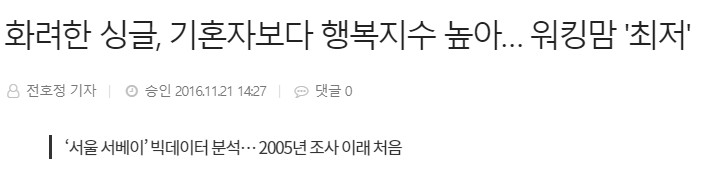 화려한 싱글, 기혼자보다 행복지수 높아... 워킹맘 '최저'
전호정 기자 | 승인 2016.11.21 14:27 | 댓글 0
‘서울 서베이’ 빅데이터 분석… 2005년 조사 이래 처음